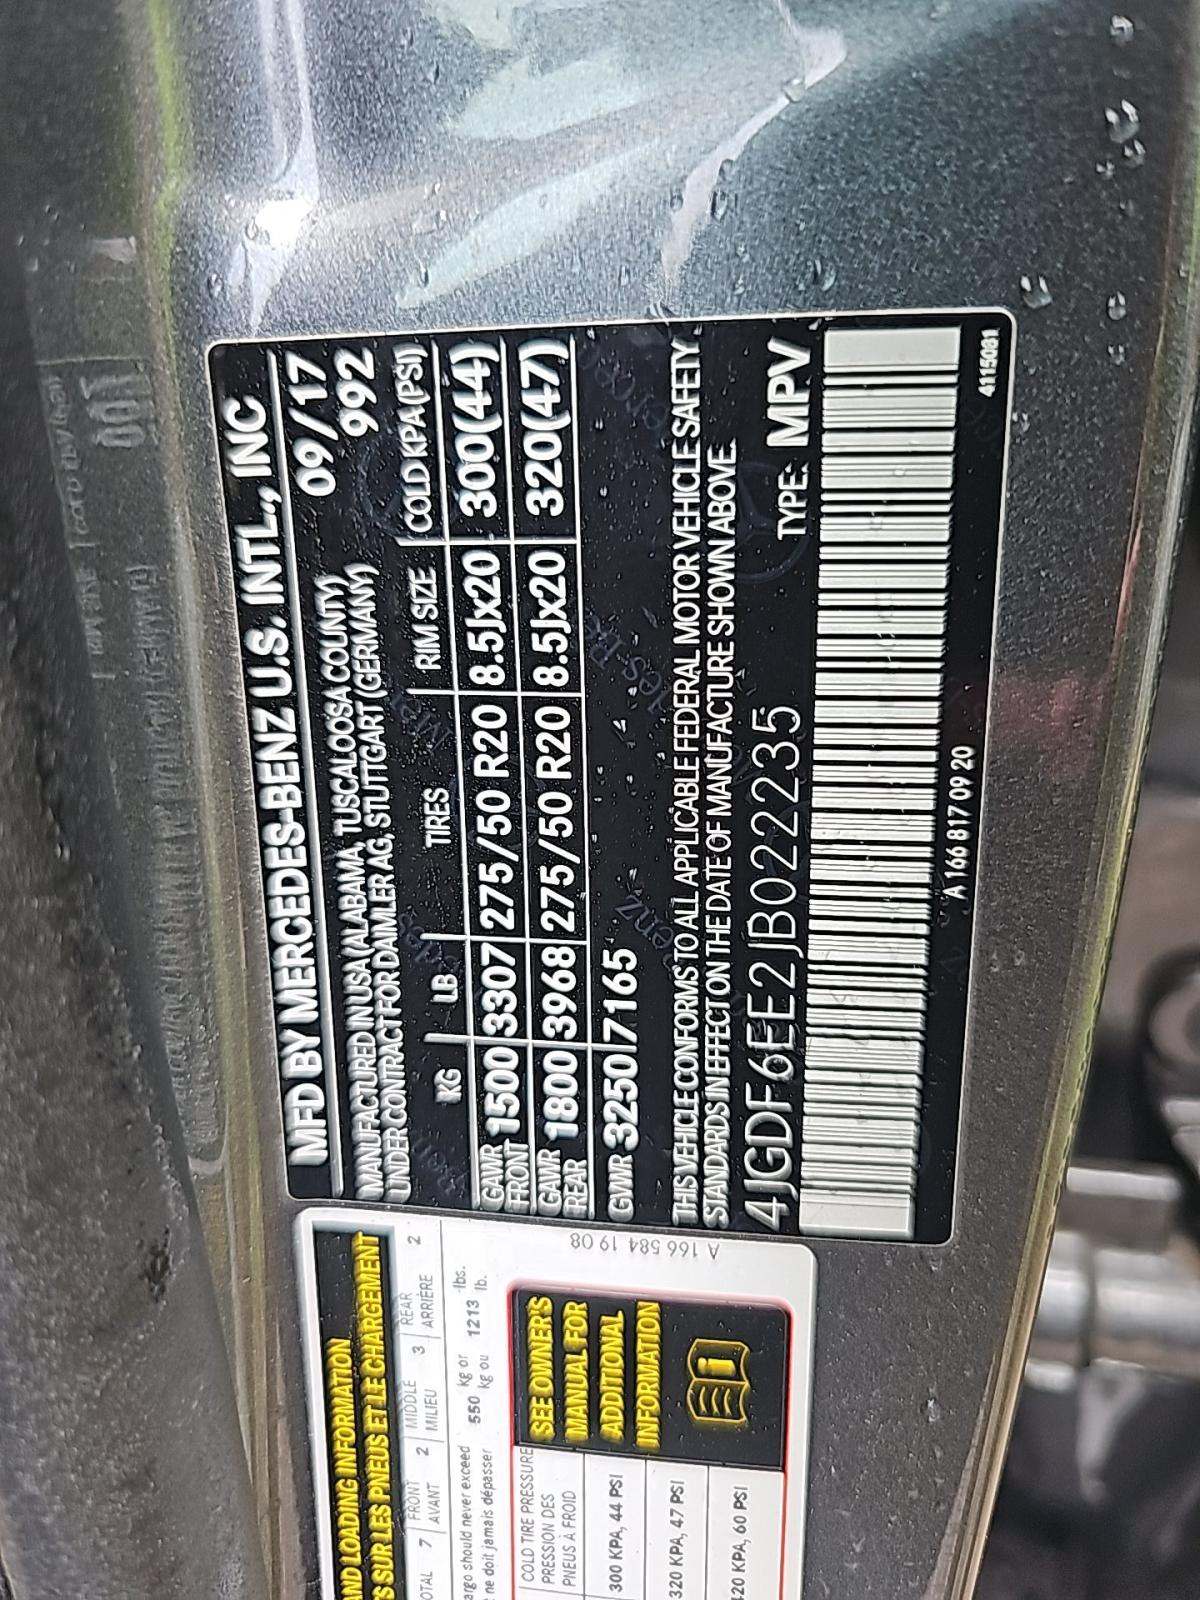 MFD BY MERCEDES-BENZ U.S. INTL., INC
MANUFACTURED IN USA (ALABAMA, TUSCALOOSA COUNTY) 09/17
UNDER CONTRACT FOR DAIMLER AG, STUTTGART (GERMANY) 992
KG LB TIRES RIM SIZE COLD KPA(PSI)
GAWR FRONT 1500 3307 275/50 R20 8.5Jx20 300(44)
GAWR REAR 1800 3968 275/50 R20 8.5Jx20 320(47)
GVWR 3250 7165
THIS VEHICLE CONFORMS TO ALL APPLICABLE FEDERAL MOTOR VEHICLE SAFETY
STANDARDS IN EFFECT ON THE DATE OF MANUFACTURE SHOWN ABOVE.
4JGDF6EE2JB022235 TYPE: MPV
A 166 817 09 20
4115081
AND LOADING INFORMATION
SUR LES PNEUS ET LE CHARGEMENT
OTAL 7 FRONT AVANT 2 MIDDLE MILIEU 3 REAR ARRIÈRE 2
argo should never exceed 550 kg or 1213 lbs.
ne doit jamais dépasser kg ou lb.
COLD TIRE PRESSURE
PRESSION DES
PNEUS À FROID
300 KPA, 44 PSI
320 KPA, 47 PSI
420 KPA, 60 PSI
SEE OWNER'S
MANUAL FOR
ADDITIONAL
INFORMATION
A 166 584 19 08